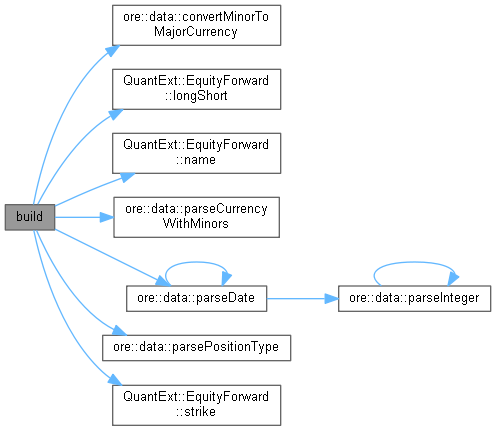 ore::data::convertMinorTo
MajorCurrency
QuantExt::EquityForward
::longShort
QuantExt::EquityForward
::name
build
ore::data::parseCurrency
WithMinors
ore::data::parseDate
ore::data::parseInteger
ore::data::parsePositionType
QuantExt::EquityForward
::strike